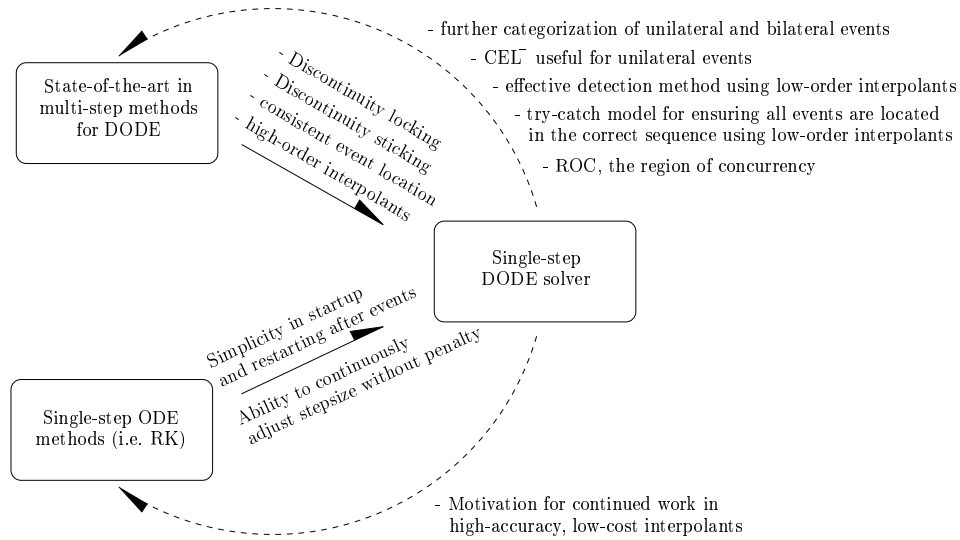 - further categorization of unilateral and bilateral events
- CEL‾ useful for unilateral events
- effective detection method using low-order interpolants
- try-catch model for ensuring all events are located
in the correct sequence using low-order interpolants
- ROC, the region of concurrency
State-of-the-art in
multi-step methods
for DODE
- Discontinuity locking
- Discontinuity sticking
- consistent event location
- high-order interpolants
Single-step
DODE solver
Simplicity in startup
and restarting after events
Ability to continuously
adjust stepsize without penalty
Single-step ODE
methods (i.e. RK)
- Motivation for continued work in
high-accuracy, low-cost interpolants